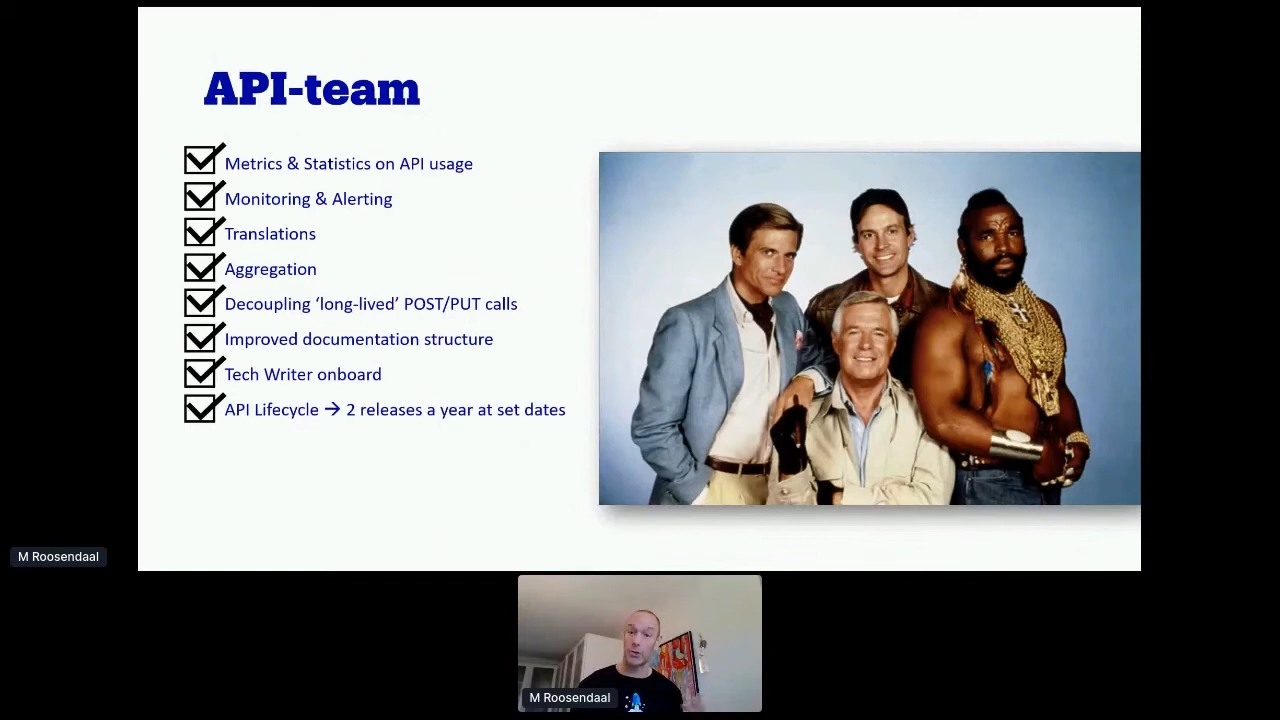 API-team
Metrics & Statistics on API usage
Monitoring & Alerting
Translations
Aggregation
Decoupling ‘long-lived’ POST/PUT calls
Improved documentation structure
Tech Writer onboard
API Lifecycle → 2 releases a year at set dates
M Roosendaal
M Roosendaal